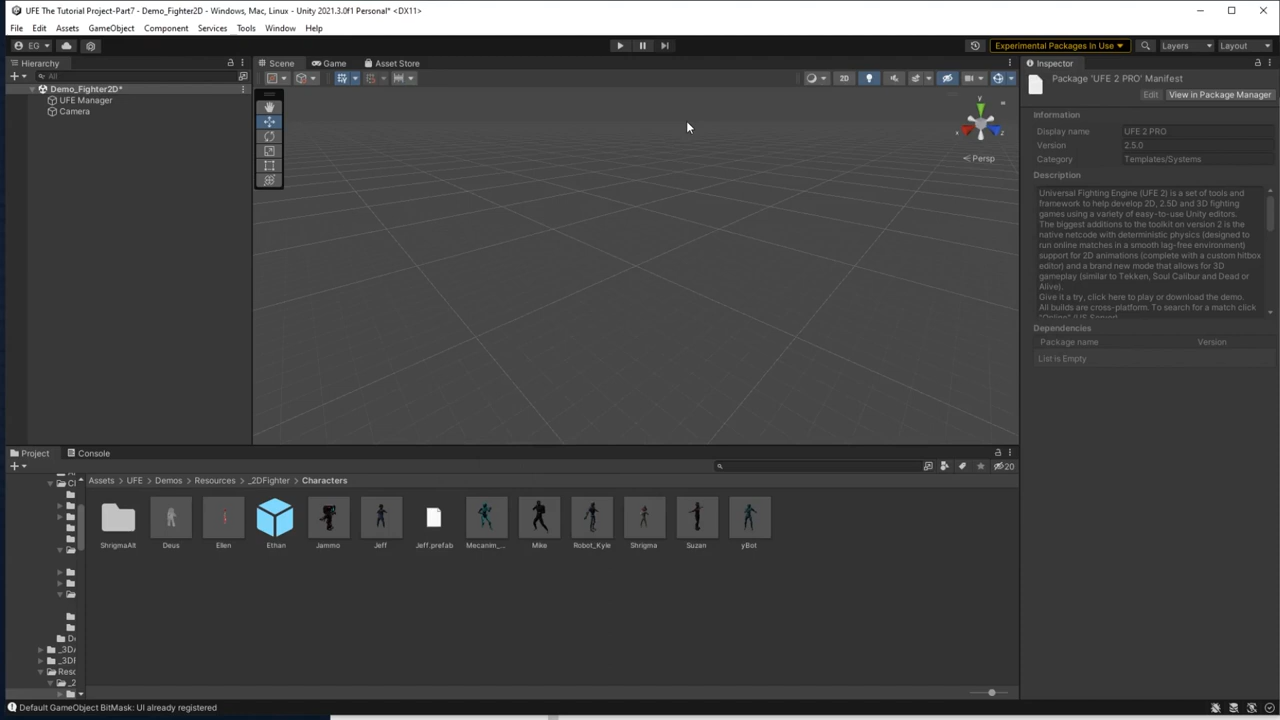 UFE The Tutorial Project-Part7 - Demo_Fighter2D - Windows, Mac, Linux - Unity 2021.3.0f1 Personal* <DX11>
File Edit Assets GameObject Component Services Tools Window Help
EG Experimental Packages In Use Layers Layout
Hierarchy
All
Demo_Fighter2D*
UFE Manager
Camera
Scene Game Asset Store
2D
y
x z
Persp
Inspector
Package 'UFE 2 PRO' Manifest
Edit View in Package Manager
Information
Display name UFE 2 PRO
Version 2.5.0
Category Templates/Systems
Description
Universal Fighting Engine (UFE 2) is a set of tools and
framework to help develop 2D, 2.5D and 3D fighting
games using a variety of easy-to-use Unity editors.
The biggest additions to the toolkit on version 2 is the
native netcode with deterministic physics (designed to
run online matches in a smooth lag-free environment)
support for 2D animations (complete with a custom hitbox
editor) and a brand new mode that allows for 3D
gameplay (similar to Tekken, Soul Calibur and Dead or
Alive).
Give it a try, click here to play or download the demo.
All builds are cross-platform. To search for a match click
Dependencies
Package name Version
List is Empty
Project Console
20
Assets > UFE > Demos > Resources > _2DFighter > Characters
ShrigmaAlt Deus Ellen Ethan Jammo Jeff Jeff.prefab Mecanim_... Mike Robot_Kyle Shrigma Suzan yBot
_3DA
_3DF
Reso
_2
Default GameObject BitMask: UI already registered